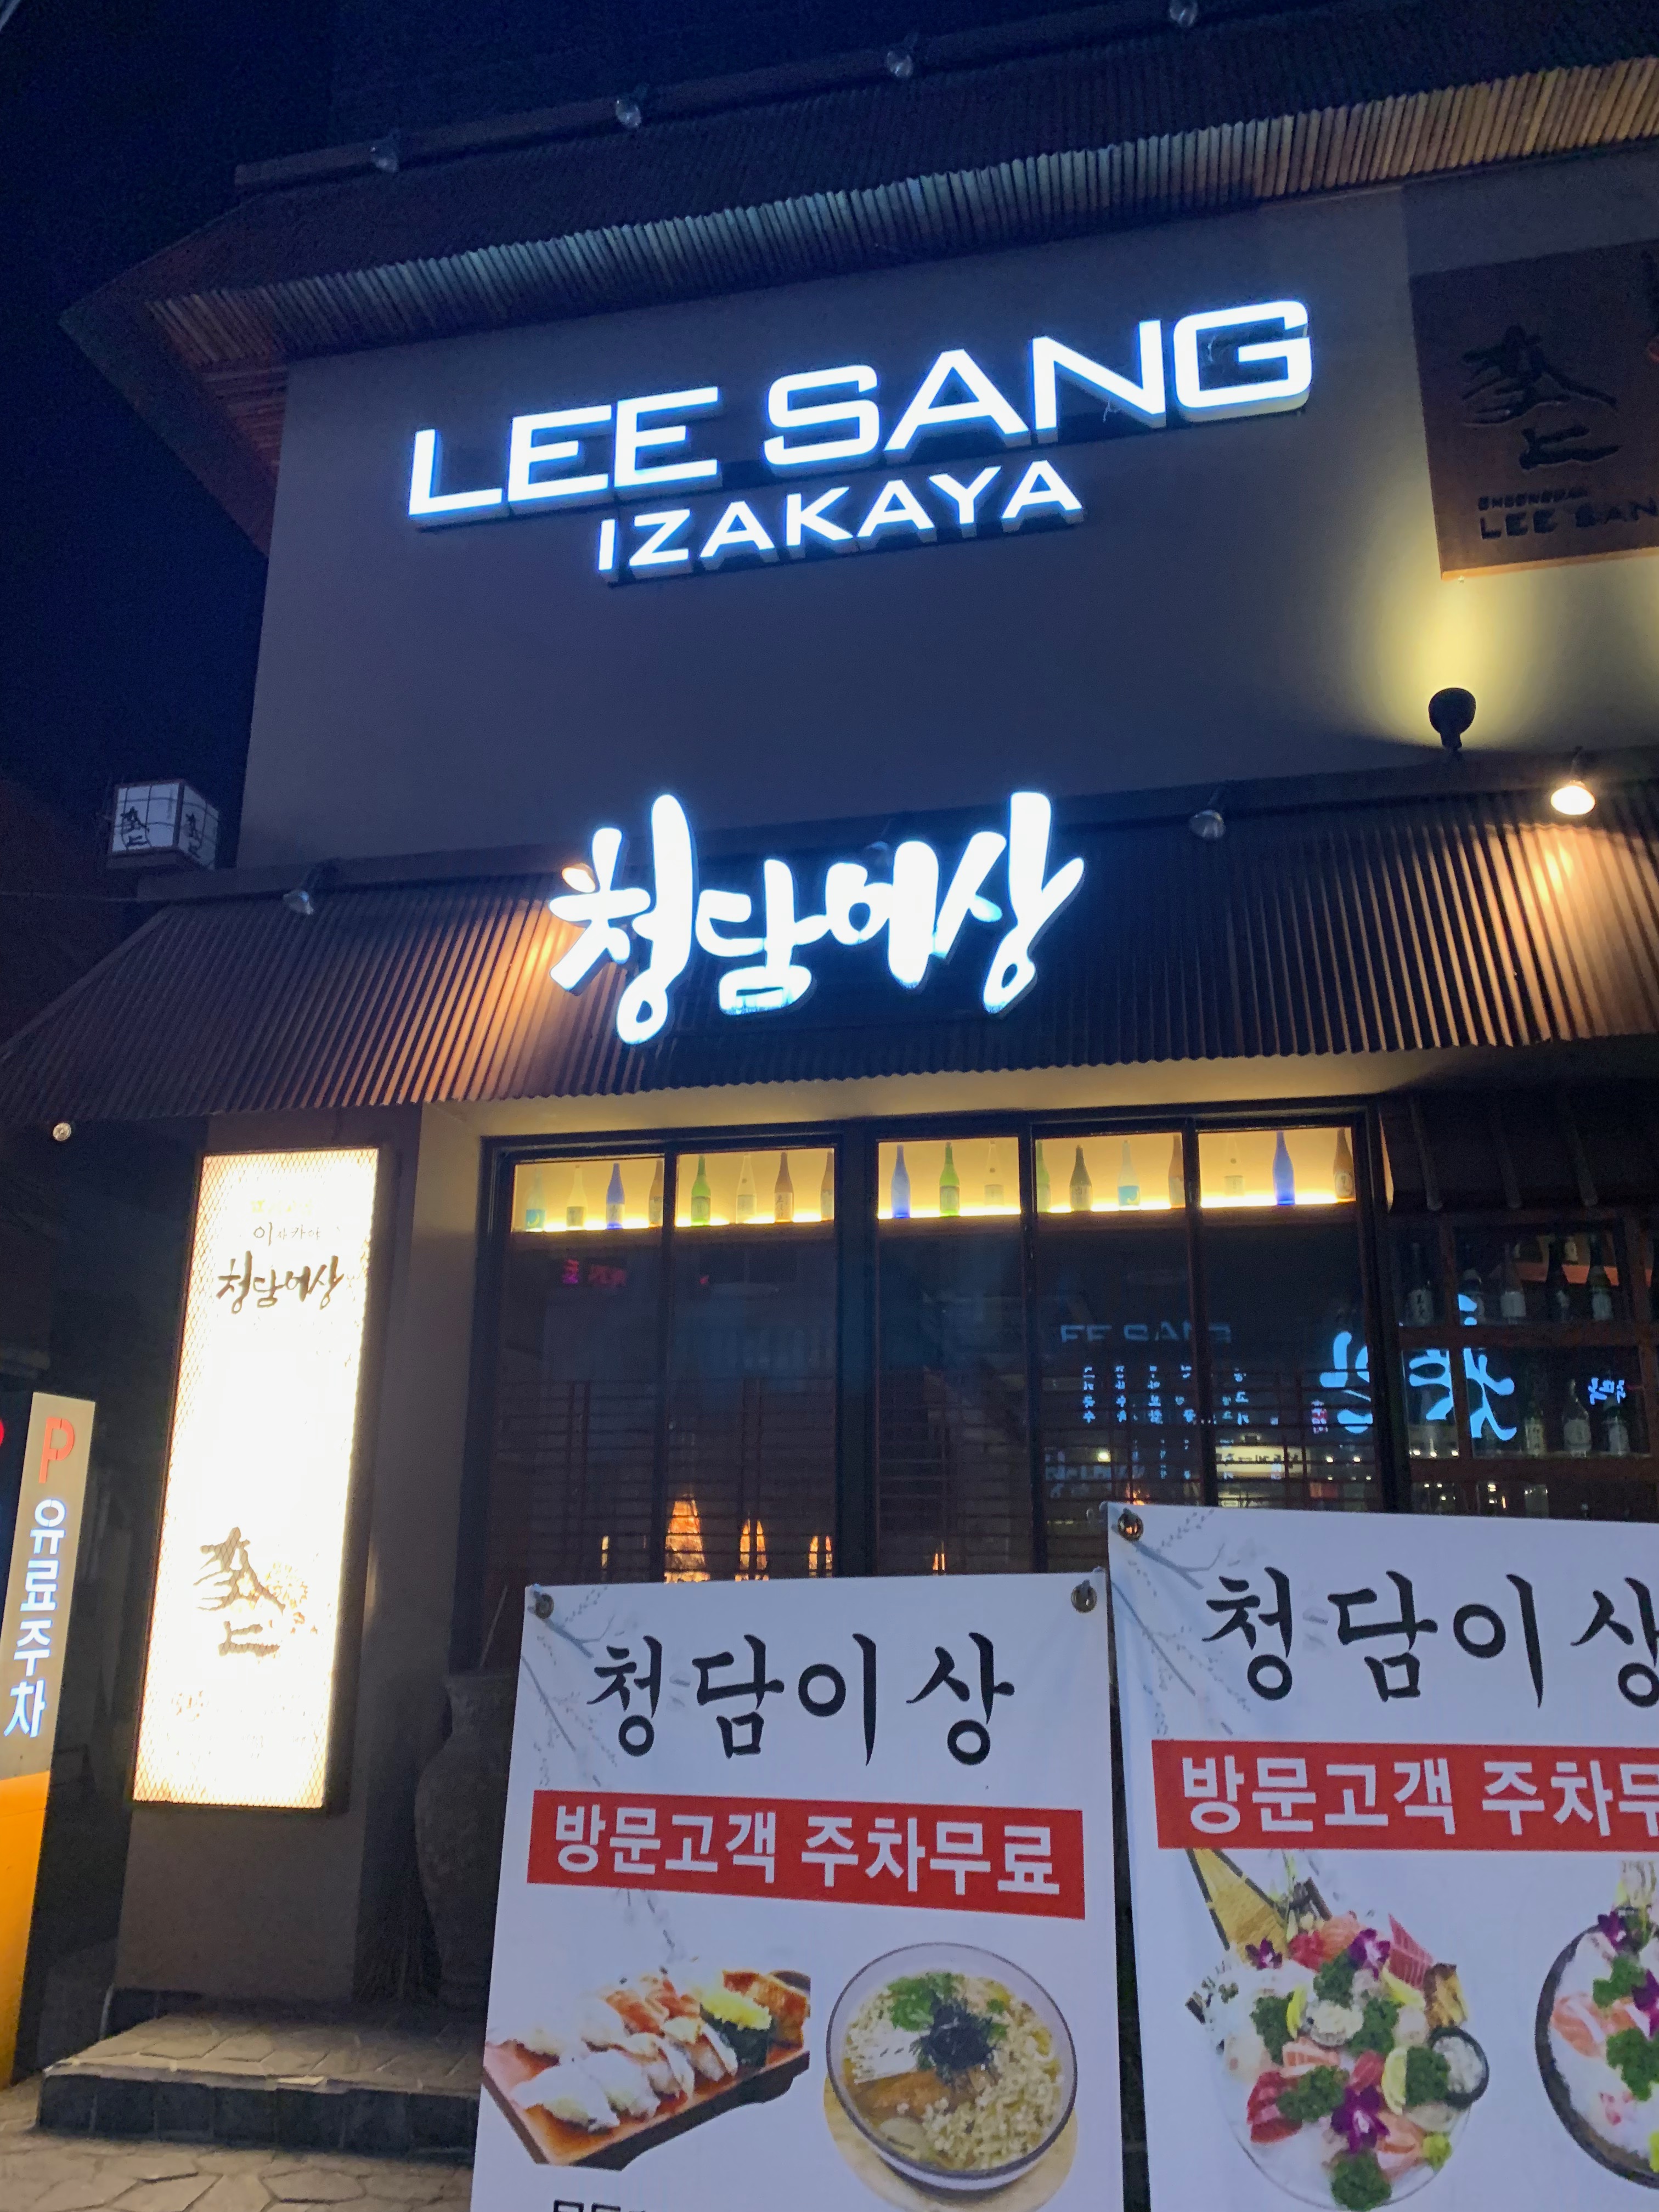 LEE SANG
IZAKAYA
LEE SAN
청담이상
이자카야
청담이상
P
유료주차
청담이상
방문고객 주차무료
청담이상
방문고객 주차무